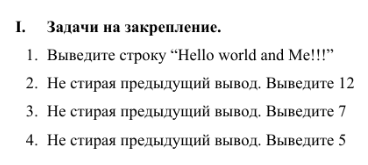 I. Задачи на закрепление.
1. Выведите строку “Hello world and Me!!!”
2. Не стирая предыдущий вывод. Выведите 12
3. Не стирая предыдущий вывод. Выведите 7
4. Не стирая предыдущий вывод. Выведите 5